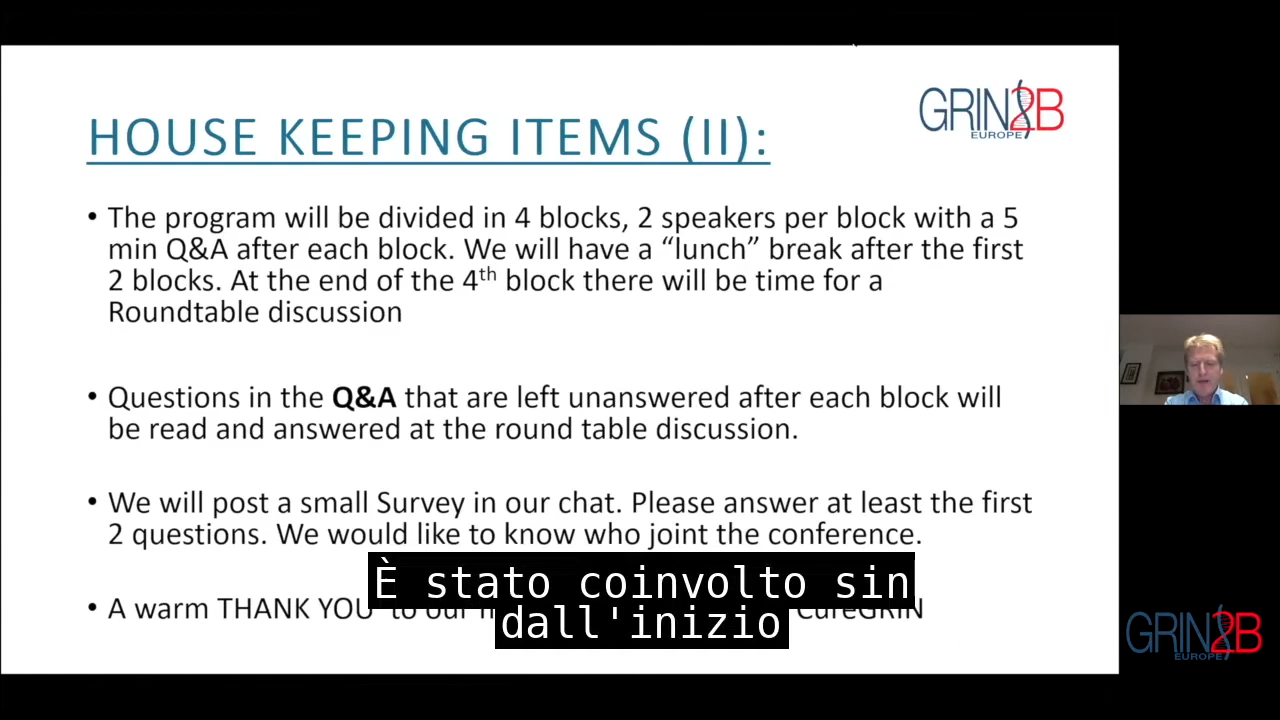 GRIN2B
EUROPE
HOUSE KEEPING ITEMS (II):
• The program will be divided in 4 blocks, 2 speakers per block with a 5
min Q&A after each block. We will have a “lunch” break after the first
2 blocks. At the end of the 4th block there will be time for a
Roundtable discussion
• Questions in the Q&A that are left unanswered after each block will
be read and answered at the round table discussion.
• We will post a small Survey in our chat. Please answer at least the first
2 questions. We would like to know who joint the conference.
• A warm THANK YOU to our CureGRIN
È stato coinvolto sin
dall'inizio
GRIN2B
EUROPE